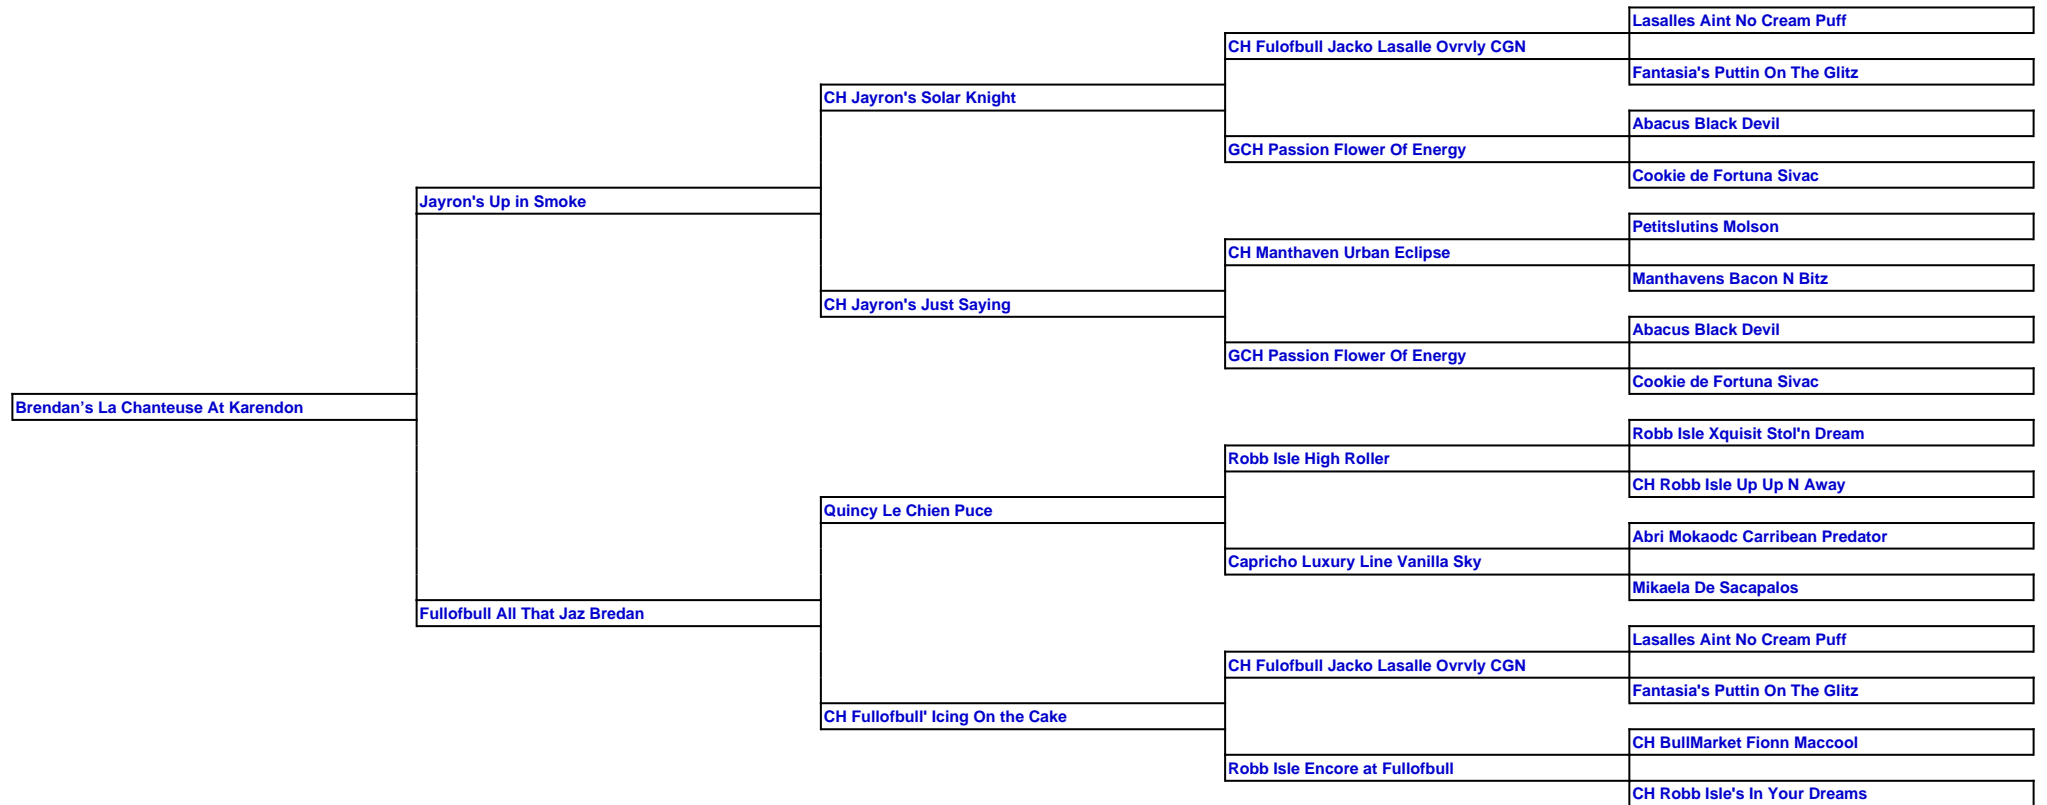 Lasalles Aint No Cream Puff
CH Fulofbull Jacko Lasalle Ovrvly CGN
Fantasia's Puttin On The Glitz
CH Jayron's Solar Knight
Abacus Black Devil
GCH Passion Flower Of Energy
Cookie de Fortuna Sivac
Jayron's Up in Smoke
Petitslutins Molson
CH Manthaven Urban Eclipse
Manthavens Bacon N Bitz
CH Jayron's Just Saying
Abacus Black Devil
GCH Passion Flower Of Energy
Cookie de Fortuna Sivac
Brendan’s La Chanteuse At Karendon
Robb Isle Xquisit Stol'n Dream
Robb Isle High Roller
CH Robb Isle Up Up N Away
Quincy Le Chien Puce
Abri Mokaodc Carribean Predator
Capricho Luxury Line Vanilla Sky
Mikaela De Sacapalos
Fullofbull All That Jaz Bredan
Lasalles Aint No Cream Puff
CH Fulofbull Jacko Lasalle Ovrvly CGN
Fantasia's Puttin On The Glitz
CH Fullofbull' Icing On the Cake
CH BullMarket Fionn Maccool
Robb Isle Encore at Fullofbull
CH Robb Isle's In Your Dreams